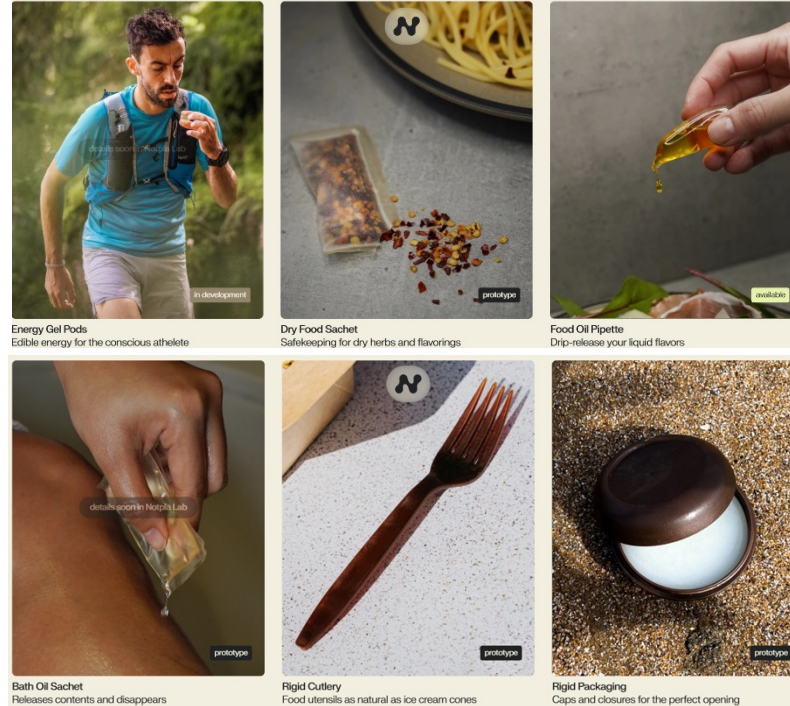 details soon in Notpla Lab
in development
prototype
available
Energy Gel Pods
Edible energy for the conscious athelete
Dry Food Sachet
Safekeeping for dry herbs and flavorings
Food Oil Pipette
Drip-release your liquid flavors
details soon in Notpla Lab
prototype
prototype
prototype
Bath Oil Sachet
Releases contents and disappears
Rigid Cutlery
Food utensils as natural as ice cream cones
Rigid Packaging
Caps and closures for the perfect opening